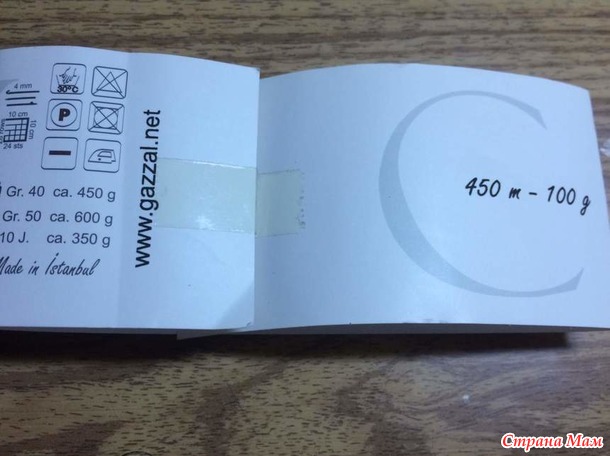 4 mm
30°C
10 cm
10 cm
P
24 sts
Gr. 40 ca. 450 g
Gr. 50 ca. 600 g
10 J. ca. 350 g
Made in İstanbul
www.gazzal.net
C
450 m - 100 g
Страна Мам